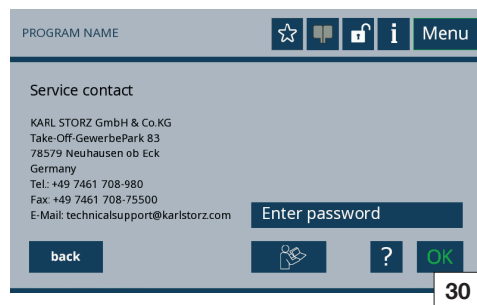 PROGRAM NAME
i
Menu
Service contact
KARL STORZ GmbH & Co.KG
Take-Off-GewerbePark 83
78579 Neuhausen ob Eck
Germany
Tel.: +49 7461 708-980
Fax: +49 7461 708-75500
E-Mail: technicalsupport@karlstorz.com
Enter password
back
?
OK
30